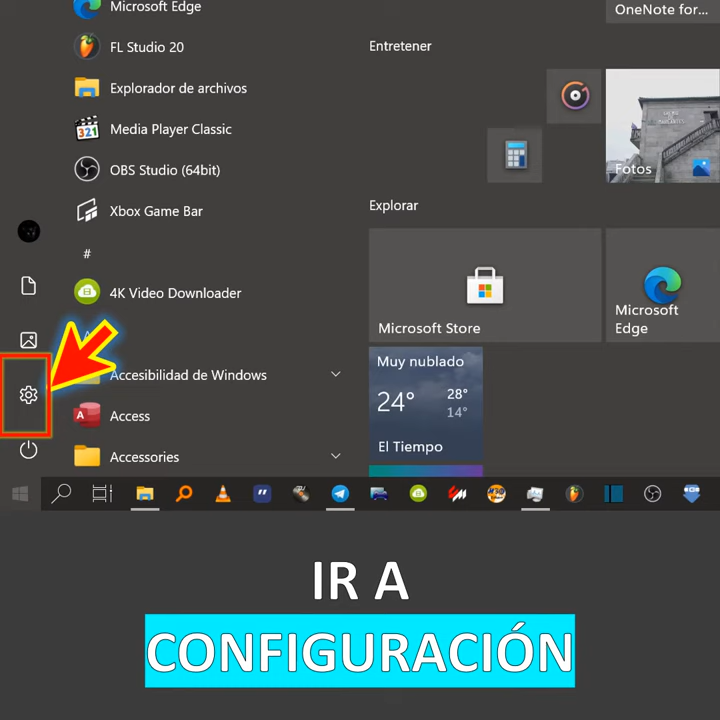 Microsoft Edge
OneNote for...
FL Studio 20
Entretener
Explorador de archivos
Media Player Classic
OBS Studio (64bit)
Fotos
Xbox Game Bar
Explorar
#
4K Video Downloader
Microsoft Store
Microsoft
Edge
Accesibilidad de Windows
Muy nublado
24°
28°
14°
Access
El Tiempo
Accessories
IR A
CONFIGURACIÓN